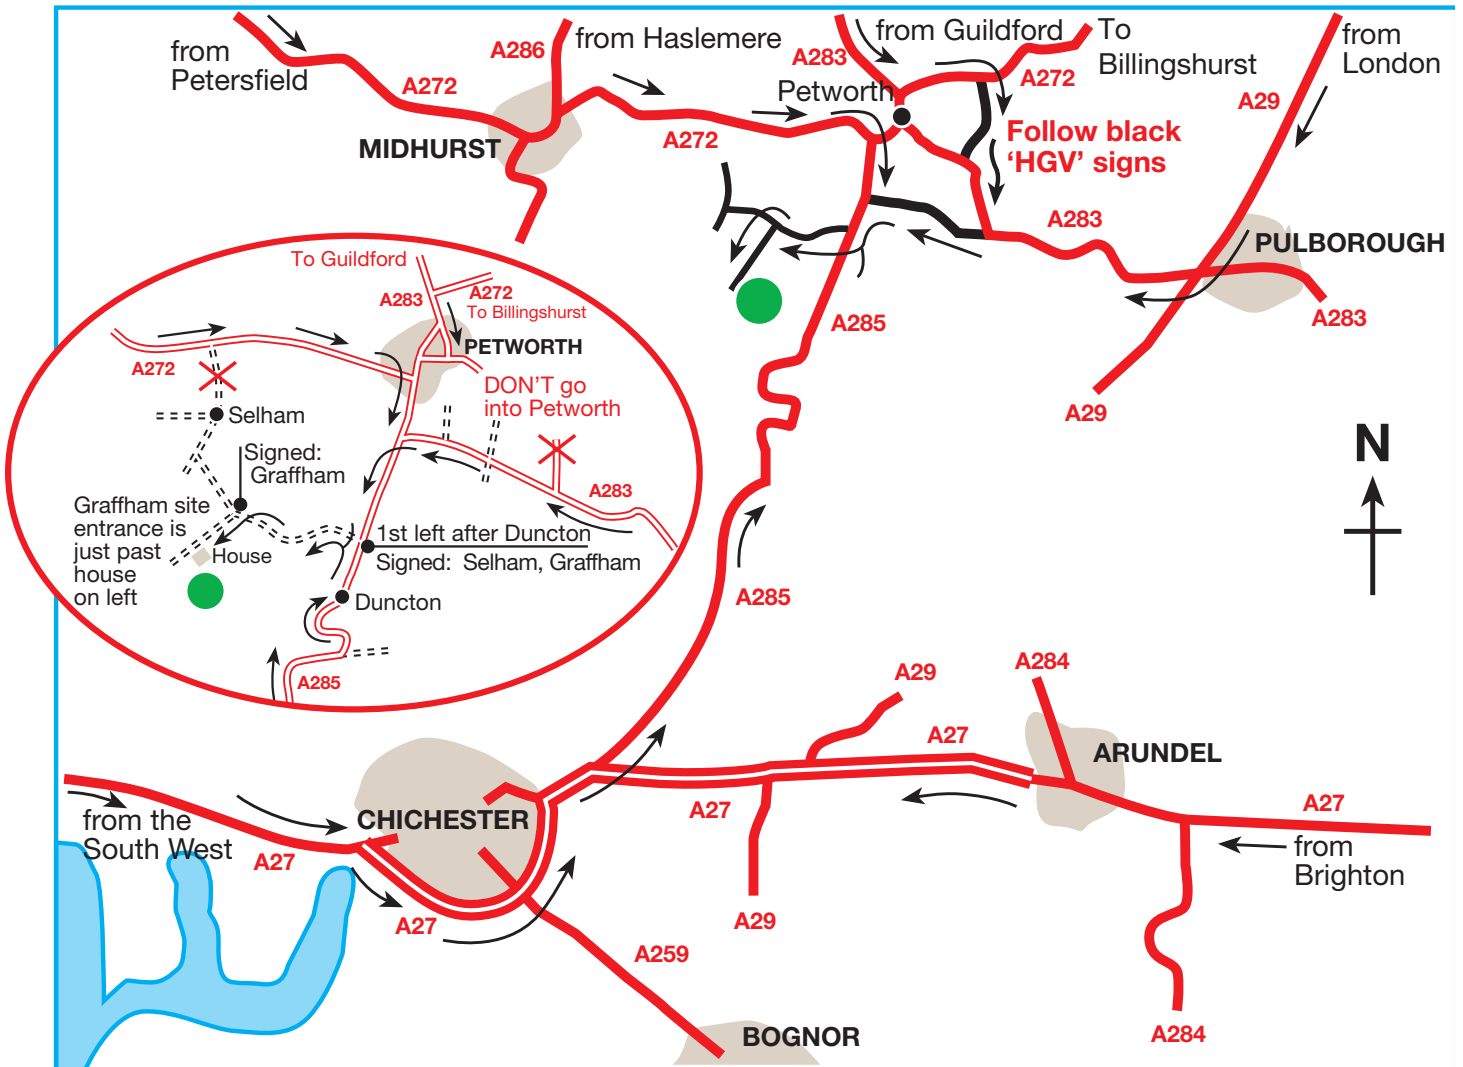 from
Petersfield
A272
A286
from Haslemere
A283
from Guildford
To
Billingshurst
A272
from
London
A29
Petworth
MIDHURST
A272
Follow black
‘HGV’ signs
A283
PULBOROUGH
A283
A285
A29
To Guildford
A283
A272
To Billingshurst
PETWORTH
A272
DON'T go
into Petworth
Selham
Signed:
Graffham
A283
Graffham site
entrance is
just past
house
on left
House
1st left after Duncton
Signed: Selham, Graffham
Duncton
A285
N
A285
A29
A284
A27
ARUNDEL
A27
A27
from
Brighton
CHICHESTER
from the
South West
A27
A27
A29
A259
A284
BOGNOR